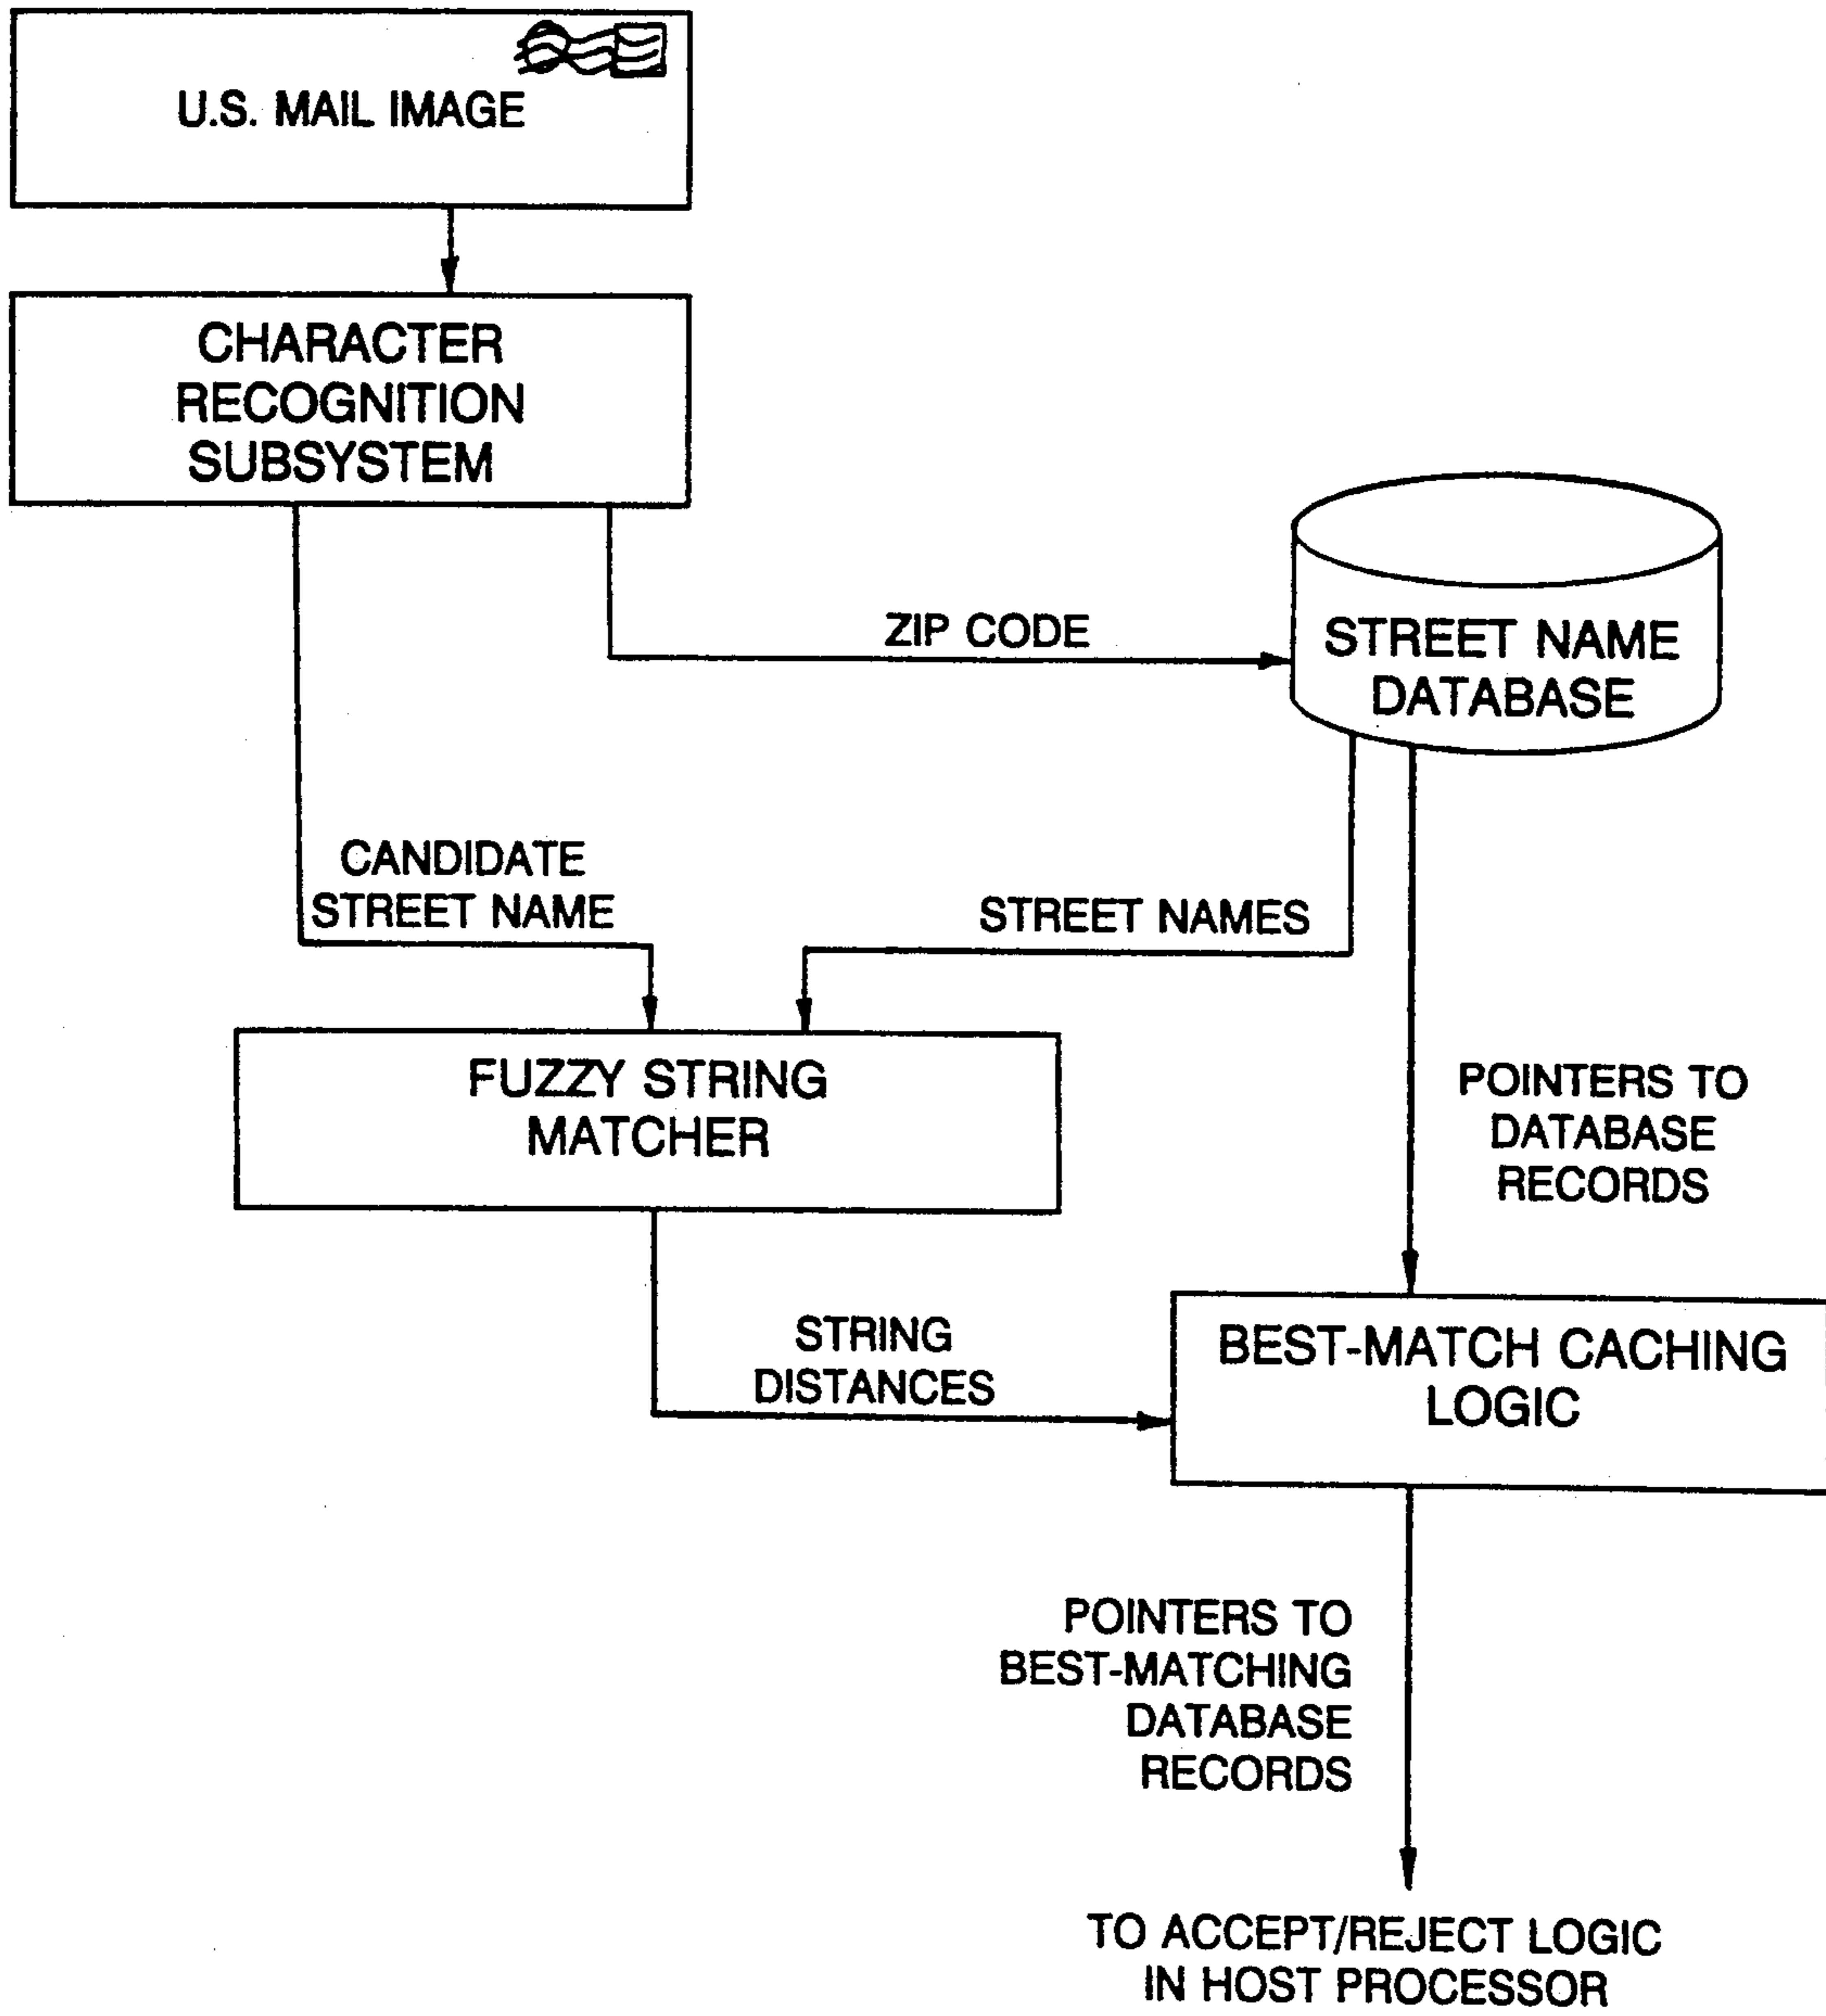 U.S. MAIL IMAGE
CHARACTER
RECOGNITION
SUBSYSTEM
ZIP CODE
STREET NAME
DATABASE
CANDIDATE
STREET NAME
STREET NAMES
FUZZY STRING
MATCHER
POINTERS TO
DATABASE
RECORDS
STRING
DISTANCES
BEST-MATCH CACHING
LOGIC
POINTERS TO
BEST-MATCHING
DATABASE
RECORDS
TO ACCEPT/REJECT LOGIC
IN HOST PROCESSOR